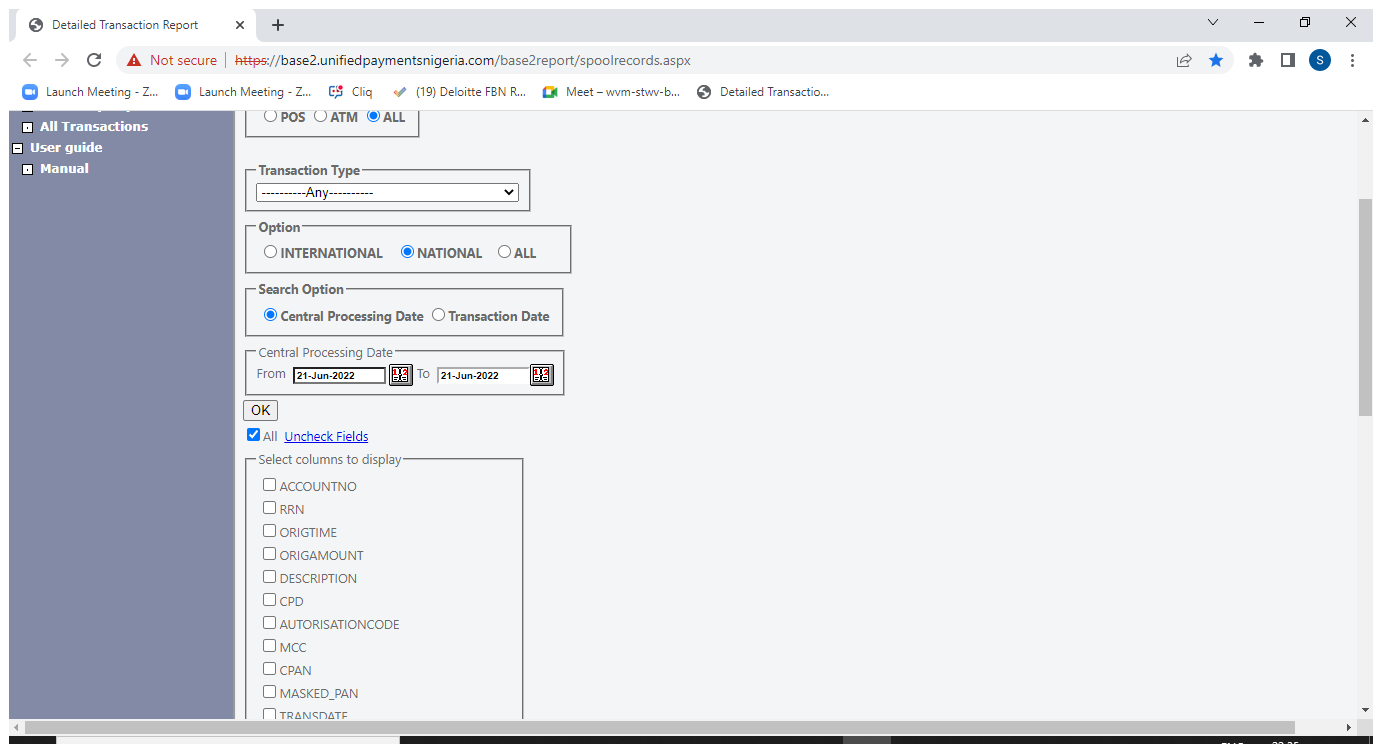 Detailed Transaction Report
Not secure https://base2.unifiedpaymentsnigeria.com/base2report/spoolrecords.aspx S
Launch Meeting - Z... Launch Meeting - Z... Cliq (19) Deloitte FBN R... Meet – wvm-stwv-b... Detailed Transactio...
All Transactions
User guide
Manual
POS ATM ALL
Transaction Type
----------Any----------
Option
INTERNATIONAL NATIONAL ALL
Search Option
Central Processing Date Transaction Date
Central Processing Date
From 21-Jun-2022 To 21-Jun-2022
OK
All Uncheck Fields
Select columns to display
ACCOUNTNO
RRN
ORIGTIME
ORIGAMOUNT
DESCRIPTION
CPD
AUTORISATIONCODE
MCC
CPAN
MASKED_PAN
TRANSDATE